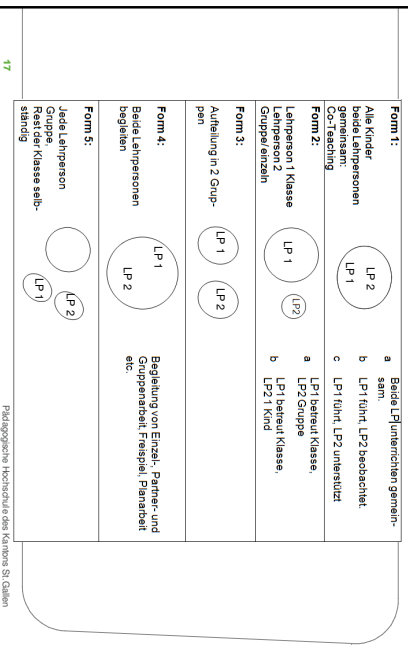 Form 1:
Alle Kinder
beide Lehrpersonen
gemeinsam:
Co-Teaching
LP 2
LP 1
a Beide LP unterrichten gemein-
sam.
b LP1 führt, LP2 beobachtet.
c LP1 führt, LP2 unterstützt
Form 2:
Lehrperson 1 Klasse
Lehrperson 2
Gruppe/einzeln
LP 1
LP2
a LP1 betreut Klasse,
LP2 Gruppe
b LP1 betreut Klasse,
LP2 1 Kind
Form 3:
Aufteilung in 2 Grup-
pen
LP 1
LP 2
Form 4:
Beide Lehrpersonen
begleiten
LP 1
LP 2
Begleitung von Einzel-, Partner- und
Gruppenarbeit, Freispiel, Planarbeit
etc.
Form 5:
Jede Lehrperson
Gruppe,
Rest der Klasse selb-
ständig
LP 2
LP 1
17
Pädagogische Hochschule des Kantons St.Gallen